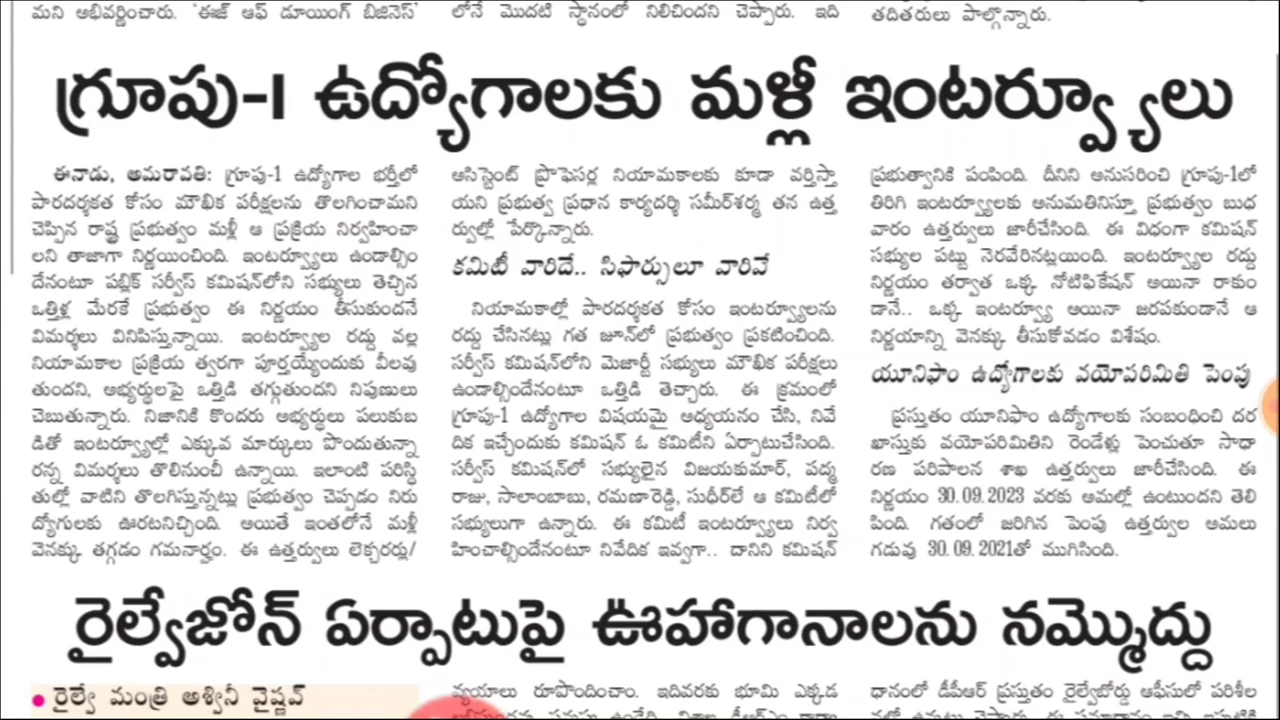 మని అభివర్ణించారు. 'ఈజ్ ఆఫ్ డూయింగ్ బిజినెస్'
లోనే మొదటి స్థానంలో నిలిచిందని చెప్పారు. ఇది
తదితరులు పాల్గొన్నారు.
గ్రూపు-I ఉద్యోగాలకు మళ్లీ ఇంటర్వ్యూలు
ఈనాడు, అమరావతి: గ్రూపు-1 ఉద్యోగాల భర్తీలో
పారదర్శకత కోసం మౌఖిక పరీక్షలను తొలగించామని
చెప్పిన రాష్ట్ర ప్రభుత్వం మళ్లీ ఆ ప్రక్రియ నిర్వహించా
లని తాజాగా నిర్ణయించింది. ఇంటర్వ్యూలు ఉండాల్సిం
దేనంటూ పబ్లిక్ సర్వీస్ కమిషన్‌లోని సభ్యులు తెచ్చిన
ఒత్తిళ్ల మేరకే ప్రభుత్వం ఈ నిర్ణయం తీసుకుందనే
విమర్శలు వినిపిస్తున్నాయి. ఇంటర్వ్యూల రద్దు వల్ల
నియామకాల ప్రక్రియ త్వరగా పూర్తయ్యేందుకు వీలవు
తుందని, అభ్యర్థులపై ఒత్తిడి తగ్గుతుందని నిపుణులు
చెబుతున్నారు. నిజానికి కొందరు అభ్యర్థులు పలుకుబ
డితో ఇంటర్వ్యూల్లో ఎక్కువ మార్కులు పొందుతున్నా
రన్న విమర్శలు తొలినుంచీ ఉన్నాయి. ఇలాంటి పరిస్థి
తుల్లో వాటిని తొలగిస్తున్నట్లు ప్రభుత్వం చెప్పడం నిరు
ద్యోగులకు ఊరటనిచ్చింది. అయితే ఇంతలోనే మళ్లీ
వెనక్కు తగ్గడం గమనార్హం. ఈ ఉత్తర్వులు లెక్చరర్లు/
అసిస్టెంట్ ప్రొఫెసర్ల నియామకాలకు కూడా వర్తిస్తా
యని ప్రభుత్వ ప్రధాన కార్యదర్శి సమీర్‌శర్మ తన ఉత్త
ర్వుల్లో పేర్కొన్నారు.
కమిటీ వారిదే.. సిఫార్సులూ వారివే
నియామకాల్లో పారదర్శకత కోసం ఇంటర్వ్యూలను
రద్దు చేసినట్లు గత జూన్‌లో ప్రభుత్వం ప్రకటించింది.
సర్వీస్ కమిషన్‌లోని మెజార్టీ సభ్యులు మౌఖిక పరీక్షలు
ఉండాల్సిందేనంటూ ఒత్తిడి తెచ్చారు. ఈ క్రమంలో
గ్రూపు-1 ఉద్యోగాల విషయమై అధ్యయనం చేసి, నివే
దిక ఇచ్చేందుకు కమిషన్ ఓ కమిటీని ఏర్పాటుచేసింది.
సర్వీస్ కమిషన్‌లో సభ్యులైన విజయకుమార్, పద్మ
రాజు, సాలాంబాబు, రమణారెడ్డి, సుధీర్‌లే ఆ కమిటీలో
సభ్యులుగా ఉన్నారు. ఈ కమిటీ ఇంటర్వ్యూలు నిర్వ
హించాల్సిందేనంటూ నివేదిక ఇవ్వగా.. దానిని కమిషన్
ప్రభుత్వానికి పంపింది. దీనిని అనుసరించి గ్రూపు-1లో
తిరిగి ఇంటర్వ్యూలకు అనుమతినిస్తూ ప్రభుత్వం బుధ
వారం ఉత్తర్వులు జారీచేసింది. ఈ విధంగా కమిషన్
సభ్యుల పట్టు నెరవేరినట్లయింది. ఇంటర్వ్యూల రద్దు
నిర్ణయం తర్వాత ఒక్క నోటిఫికేషన్ అయినా రాకుం
డానే.. ఒక్క ఇంటర్వ్యూ అయినా జరపకుండానే ఆ
నిర్ణయాన్ని వెనక్కు తీసుకోవడం విశేషం.
యూనిఫాం ఉద్యోగాలకు వయోపరిమితి పెంపు
ప్రస్తుతం యూనిఫాం ఉద్యోగాలకు సంబంధించి దర
ఖాస్తుకు వయోపరిమితిని రెండేళ్లు పెంచుతూ సాధా
రణ పరిపాలన శాఖ ఉత్తర్వులు జారీచేసింది. ఈ
నిర్ణయం 30.09.2023 వరకు అమల్లో ఉంటుందని తెలి
పింది. గతంలో జరిగిన పెంపు ఉత్తర్వుల అమలు
గడువు 30.09.2021తో ముగిసింది.
రైల్వేజోన్ ఏర్పాటుపై ఊహాగానాలను నమ్మొద్దు
రైల్వే మంత్రి అశ్వినీ వైష్ణవ్
వ్యయాలు రూపొందించాం. ఇదివరకు భూమి ఎక్కడ
ధానంలో డీపీఆర్ ప్రస్తుతం రైల్వేబోర్డు ఆఫీసులో పరిశీల